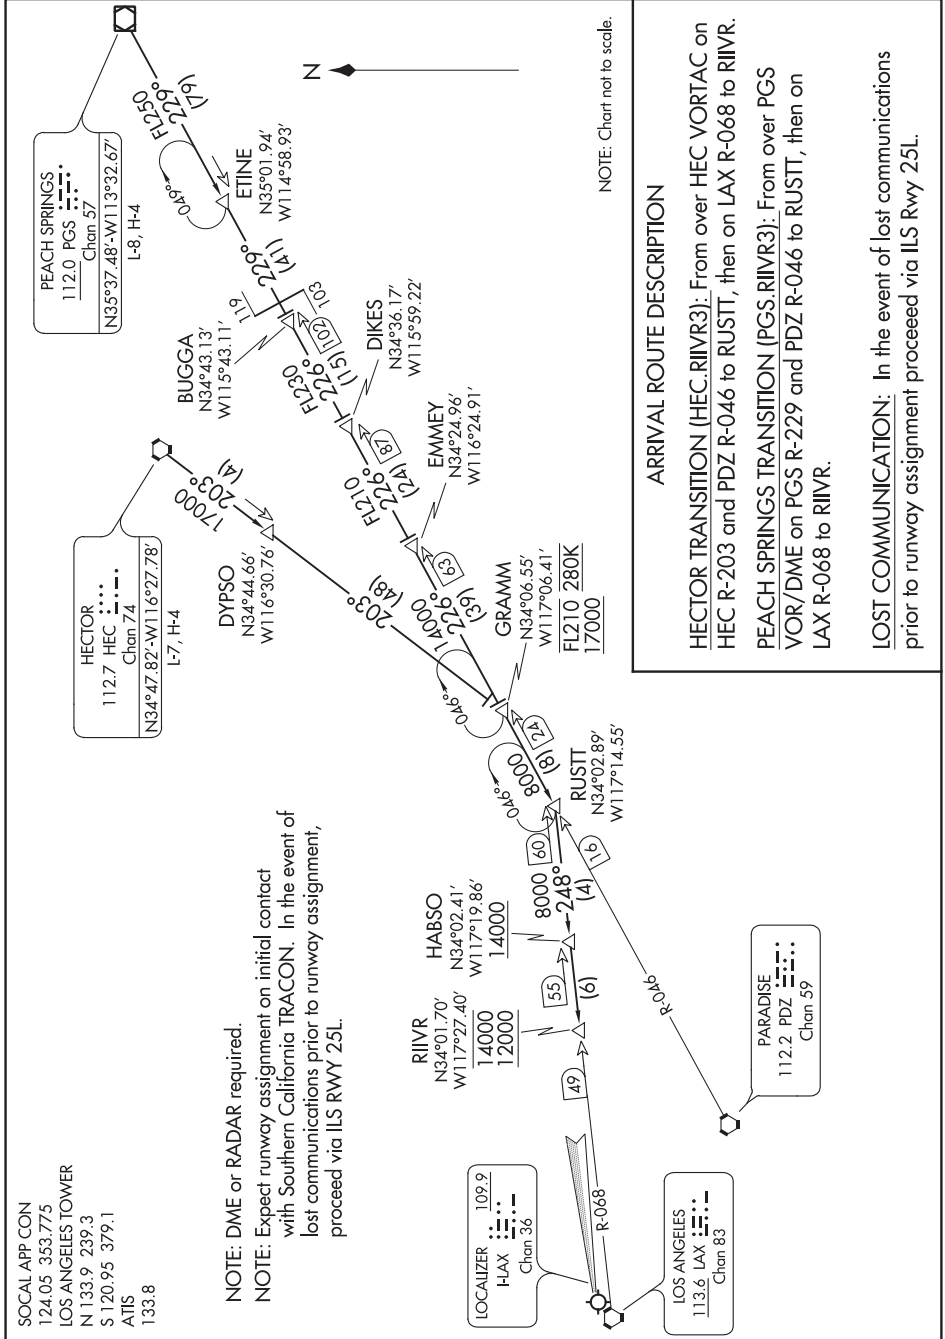 SOCAL APP CON
124.05 353.775
LOS ANGELES TOWER
N 133.9 239.3
S 120.95 379.1
ATIS
133.8
NOTE: DME or RADAR required.
NOTE: Expect runway assignment on initial contact
with Southern California TRACON. In the event of
lost communications prior to runway assignment,
proceed via ILS RWY 25L.
HECTOR
112.7 HEC
Chan 74
N34°47.82'-W116°27.78'
L-7, H-4
PEACH SPRINGS
112.0 PGS
Chan 57
N35°37.48'-W113°32.67'
L-8, H-4
17000
203°
(4)
DYPSO
N34°44.66'
W116°30.76'
203°
(48)
FL250
229°
(79)
049°
ETINE
N35°01.94'
W114°58.93'
229°
(41)
119
103
BUGGA
N34°43.13'
W115°43.11'
102
FL230
226°
(15)
DIKES
N34°36.17'
W115°59.22'
87
FL210
226°
(24)
EMMEY
N34°24.96'
W116°24.91'
63
14000
226°
(39)
046°
GRAMM
N34°06.55'
W117°06.41'
FL210 280K
17000
24
8000
(8)
046°
RUSTT
N34°02.89'
W117°14.55'
60
16
8000
248°
(4)
HABSO
N34°02.41'
W117°19.86'
14000
55
(6)
RIIVR
N34°01.70'
W117°27.40'
14000
12000
49
R-068
R-046
LOCALIZER 109.9
I-LAX
Chan 36
LOS ANGELES
113.6 LAX
Chan 83
PARADISE
112.2 PDZ
Chan 59
N
NOTE: Chart not to scale.
ARRIVAL ROUTE DESCRIPTION
HECTOR TRANSITION (HEC.RIIVR3): From over HEC VORTAC on
HEC R-203 and PDZ R-046 to RUSTT, then on LAX R-068 to RIIVR.
PEACH SPRINGS TRANSITION (PGS.RIIVR3): From over PGS
VOR/DME on PGS R-229 and PDZ R-046 to RUSTT, then on
LAX R-068 to RIIVR.
LOST COMMUNICATION: In the event of lost communications
prior to runway assignment proceeed via ILS Rwy 25L.